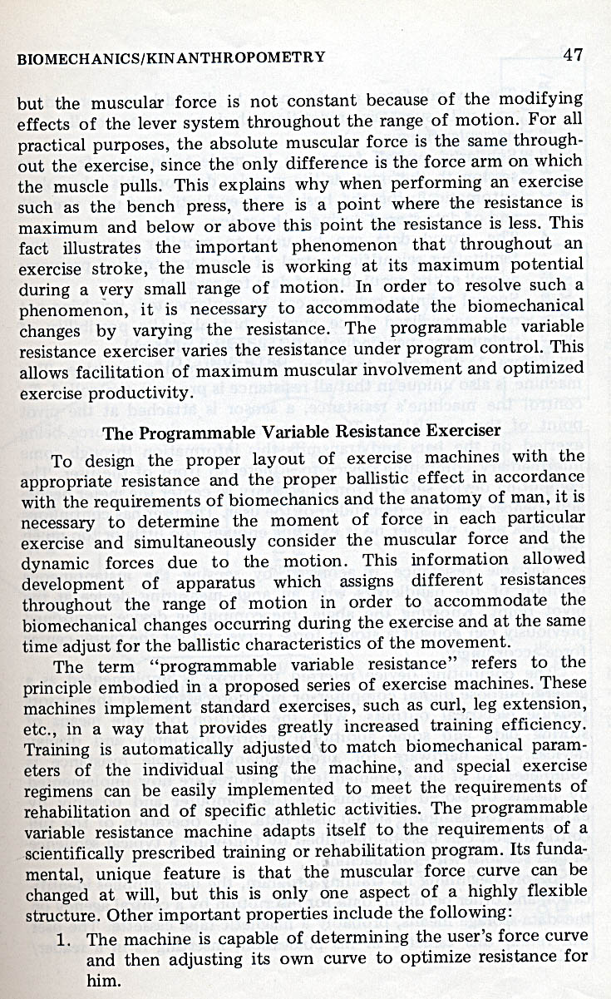 BIOMECHANICS/KINANTHROPOMETRY 47
but the muscular force is not constant because of the modifying
effects of the lever system throughout the range of motion. For all
practical purposes, the absolute muscular force is the same through-
out the exercise, since the only difference is the force arm on which
the muscle pulls. This explains why when performing an exercise
such as the bench press, there is a point where the resistance is
maximum and below or above this point the resistance is less. This
fact illustrates the important phenomenon that throughout an
exercise stroke, the muscle is working at its maximum potential
during a very small range of motion. In order to resolve such a
phenomenon, it is necessary to accommodate the biomechanical
changes by varying the resistance. The programmable variable
resistance exerciser varies the resistance under program control. This
allows facilitation of maximum muscular involvement and optimized
exercise productivity.
The Programmable Variable Resistance Exerciser
To design the proper layout of exercise machines with the
appropriate resistance and the proper ballistic effect in accordance
with the requirements of biomechanics and the anatomy of man, it is
necessary to determine the moment of force in each particular
exercise and simultaneously consider the muscular force and the
dynamic forces due to the motion. This information allowed
development of apparatus which assigns different resistances
throughout the range of motion in order to accommodate the
biomechanical changes occurring during the exercise and at the same
time adjust for the ballistic characteristics of the movement.
The term “programmable variable resistance” refers to the
principle embodied in a proposed series of exercise machines. These
machines implement standard exercises, such as curl, leg extension,
etc., in a way that provides greatly increased training efficiency.
Training is automatically adjusted to match biomechanical param-
eters of the individual using the machine, and special exercise
regimens can be easily implemented to meet the requirements of
rehabilitation and of specific athletic activities. The programmable
variable resistance machine adapts itself to the requirements of a
scientifically prescribed training or rehabilitation program. Its funda-
mental, unique feature is that the muscular force curve can be
changed at will, but this is only one aspect of a highly flexible
structure. Other important properties include the following:
1. The machine is capable of determining the user's force curve
and then adjusting its own curve to optimize resistance for
him.